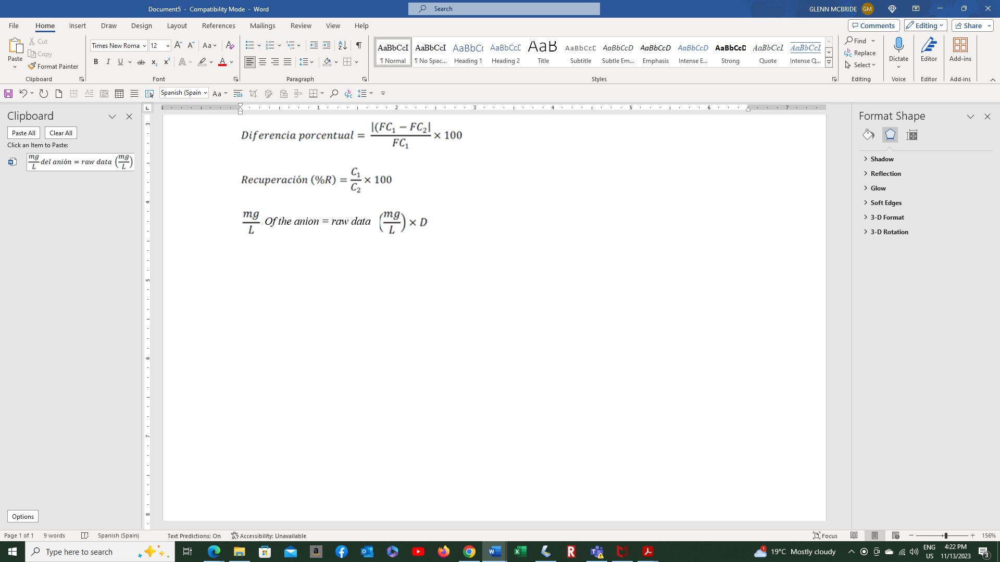 Document5 - Compatibility Mode - Word
Search
GLENN MCBRIDE GM
File Home Insert Draw Design Layout References Mailings Review View Help
Comments Editing Share
Paste Cut Copy Format Painter
Clipboard
Times New Roma 12
Font
Paragraph
AaBbCcI AaBbCcI AaBbCc AaBbCcD AaB AaBbCcD AaBbCcD AaBbCcD AaBbCcD AaBbCcD AaBbCcL AaBbCcI
¶ Normal ¶ No Spac... Heading 1 Heading 2 Title Subtitle Subtle Em... Emphasis Intense E... Strong Quote Intense Q...
Styles
Find Replace Select
Editing
Dictate
Voice
Editor
Editor
Add-ins
Add-ins
Spanish (Spain
Clipboard
Paste All Clear All
Click an Item to Paste:
mg/L del anión = raw data (mg/L)
Options
Diferencia porcentual = |(FC₁ − FC₂| / FC₁ × 100
Recuperación (%R) = C₁/C₂ × 100
mg/L Of the anion = raw data (mg/L) × D
Format Shape
Shadow
Reflection
Glow
Soft Edges
3-D Format
3-D Rotation
Page 1 of 1 9 words Spanish (Spain) Text Predictions: On Accessibility: Unavailable Focus 156%
Type here to search
19°C Mostly cloudy
ENG US
4:22 PM
11/13/2023
3